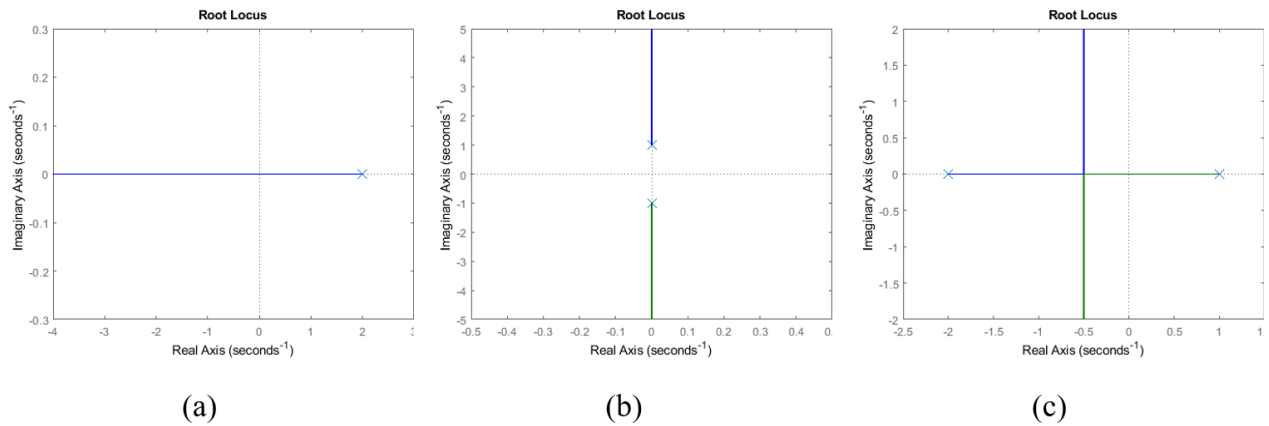 Root Locus
0.3
0.2
0.1
0
-0.1
-0.2
-0.3
-4 -3 -2 -1 0 1 2
Imaginary Axis (seconds⁻¹)
Real Axis (seconds⁻¹)
(a)
Root Locus
5
4
3
2
1
0
-1
-2
-3
-4
-5
-0.5 -0.4 -0.3 -0.2 -0.1 0 0.1 0.2 0.3 0.4
Imaginary Axis (seconds⁻¹)
Real Axis (seconds⁻¹)
(b)
Root Locus
2
1.5
1
0.5
0
-0.5
-1
-1.5
-2
-2.5 -2 -1.5 -1 -0.5 0 0.5 1
Imaginary Axis (seconds⁻¹)
Real Axis (seconds⁻¹)
(c)